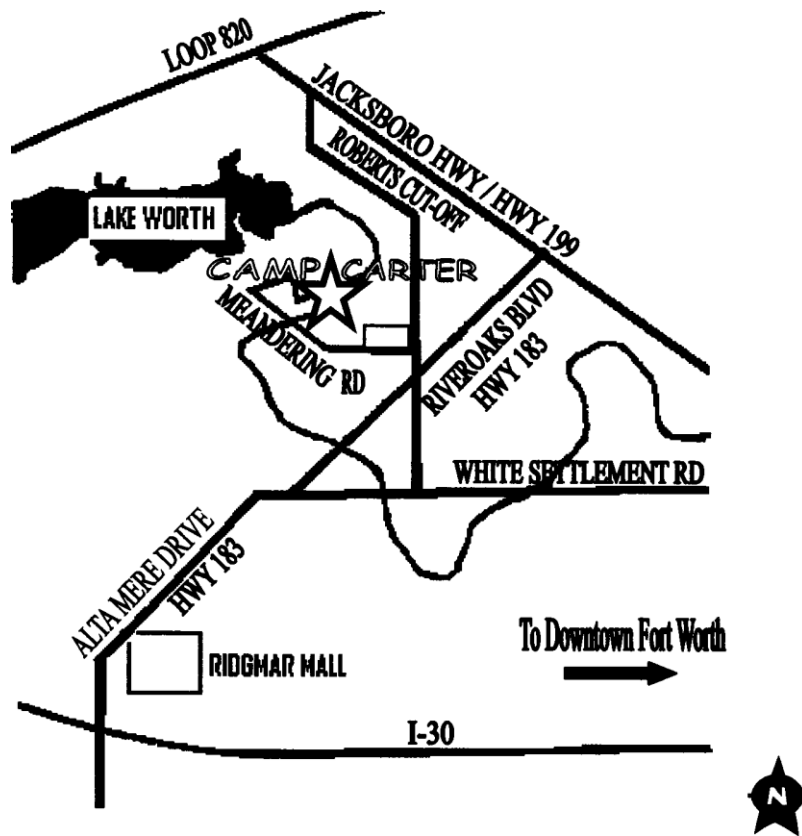 LOOP 820
JACKSBORO HWY / HWY 199
ROBERTS CUT-OFF
LAKE WORTH
CAMP CARTER
MEANDERING RD
RIVEROAKS BLVD
HWY 183
WHITE SETTLEMENT RD
ALTA MERE DRIVE
HWY 183
To Downtown Fort Worth
RIDGMAR MALL
I-30
N